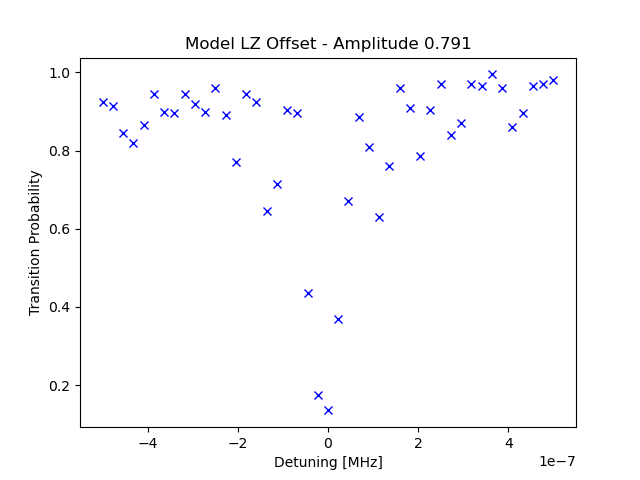 Model LZ Offset - Amplitude 0.791
1.0
0.8
0.6
0.4
0.2
Transition Probability
−4
−2
0
2
4
1e−7
Detuning [MHz]